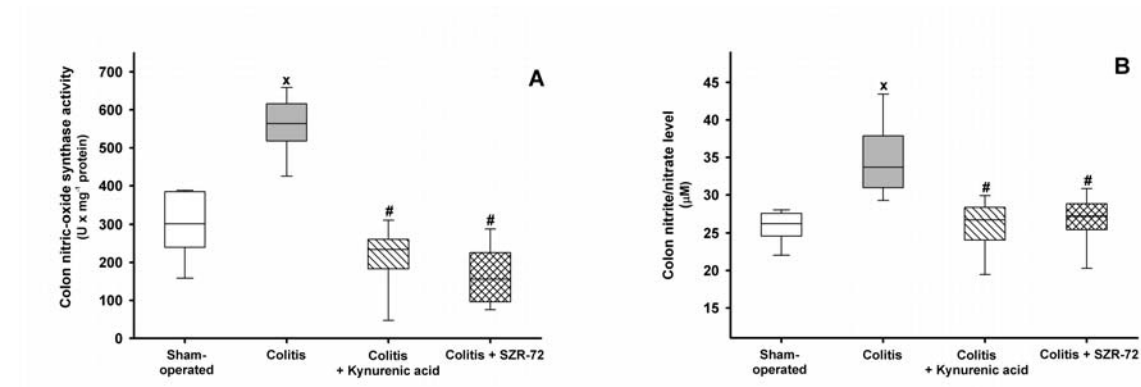 A
Colon nitric-oxide synthase activity
(U x mg⁻¹ protein)
700
600
500
400
300
200
100
0
x
#
#
Sham-
operated
Colitis
Colitis
+ Kynurenic acid
Colitis + SZR-72
B
Colon nitrite/nitrate level
(μM)
45
40
35
30
25
20
15
x
#
#
Sham-
operated
Colitis
Colitis
+ Kynurenic acid
Colitis + SZR-72